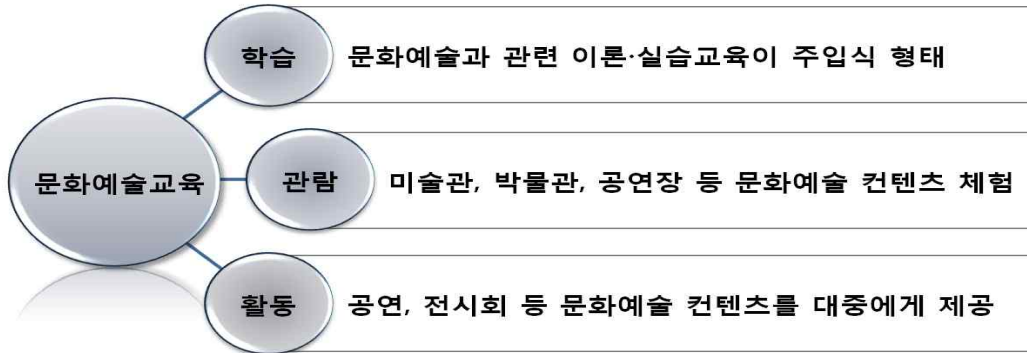 학습
문화예술과 관련 이론·실습교육이 주입식 형태
문화예술교육
관람
미술관, 박물관, 공연장 등 문화예술 컨텐츠 체험
활동
공연, 전시회 등 문화예술 컨텐츠를 대중에게 제공